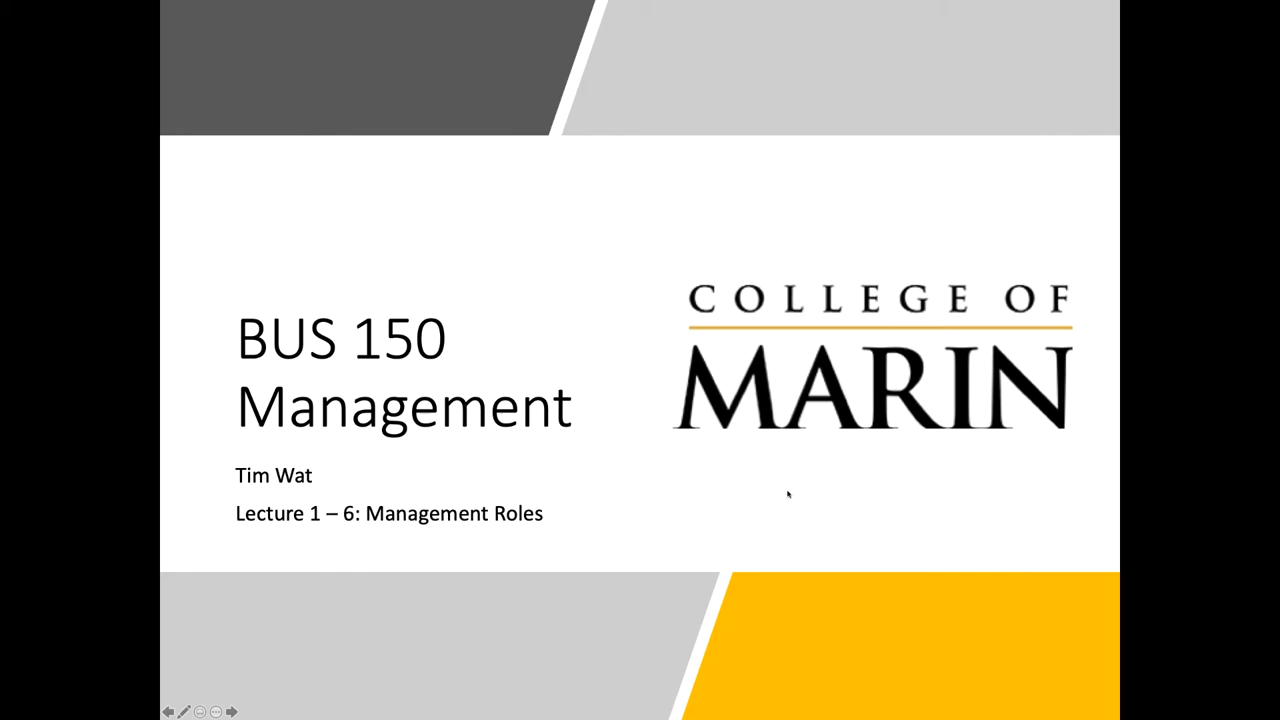 BUS 150
Management
Tim Wat
Lecture 1 – 6: Management Roles
COLLEGE OF
MARIN